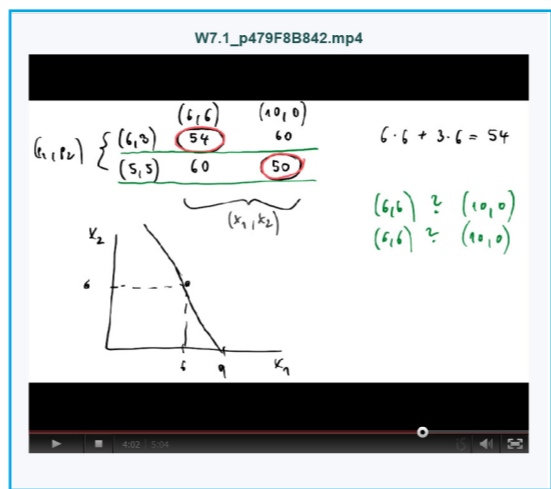 W7.1_p479F8B842.mp4
(6,6) (10,0)
(p₁,p₂) { (6,3) 54 60
(5,5) 60 50
(x₁,x₂)
6·6 + 3·6 = 54
(6,6) ? (10,0)
(6,6) ? (10,0)
x₂
6
6 9 x₁
4:02 5:04